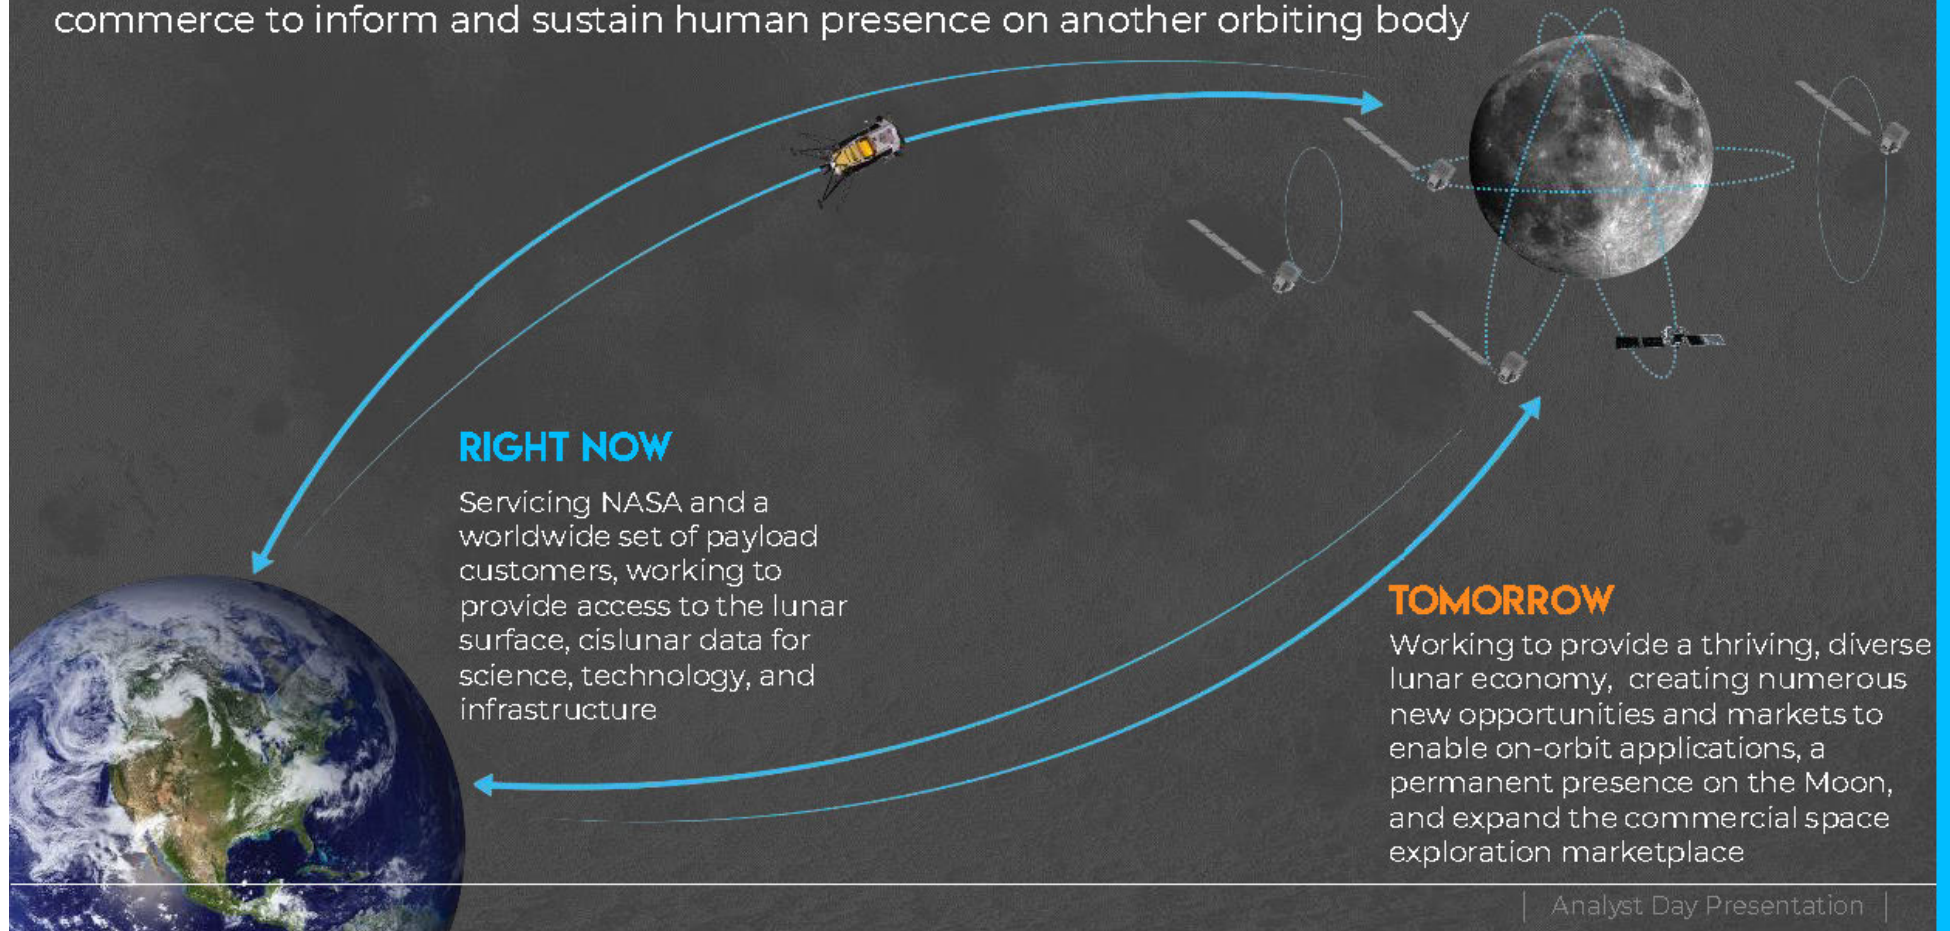 commerce to inform and sustain human presence on another orbiting body
RIGHT NOW
Servicing NASA and a
worldwide set of payload
customers, working to
provide access to the lunar
surface, cislunar data for
science, technology, and
infrastructure
TOMORROW
Working to provide a thriving, diverse
lunar economy, creating numerous
new opportunities and markets to
enable on-orbit applications, a
permanent presence on the Moon,
and expand the commercial space
exploration marketplace
| Analyst Day Presentation |